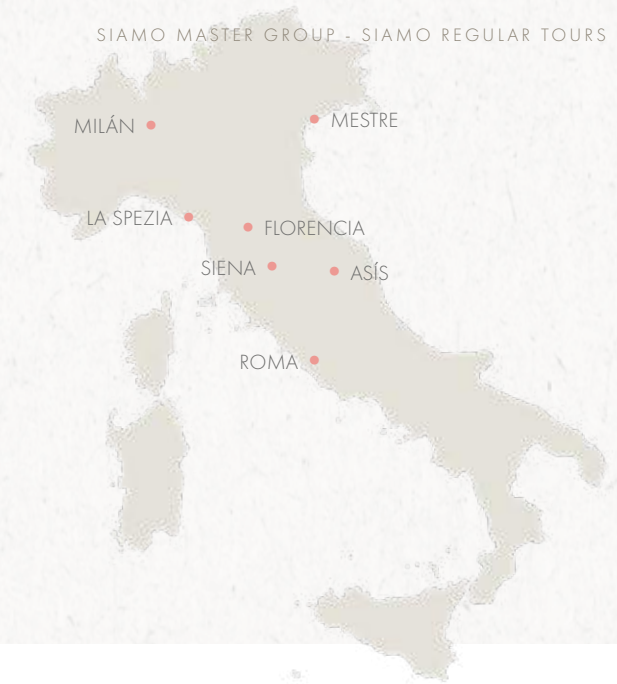 SIAMO MASTER GROUP - SIAMO REGULAR TOURS
MILÁN
MESTRE
LA SPEZIA
FLORENCIA
SIENA
ASÍS
ROMA